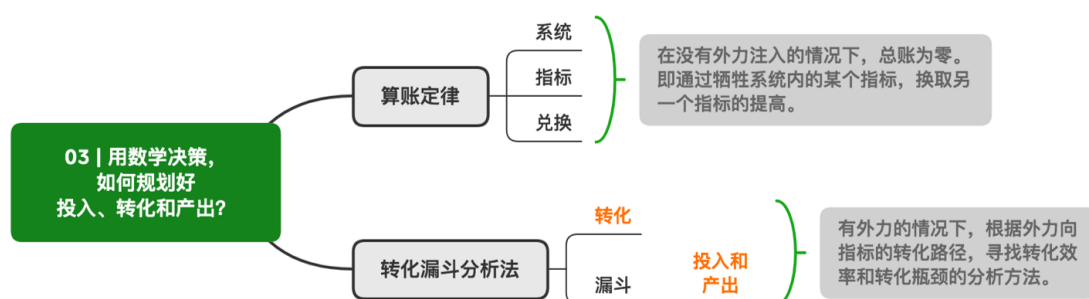 03 | 用数学决策，
如何规划好
投入、转化和产出？
算账定律
系统
指标
兑换
在没有外力注入的情况下，总账为零。
即通过牺牲系统内的某个指标，换取另
一个指标的提高。
转化漏斗分析法
转化
漏斗
投入和
产出
有外力的情况下，根据外力向
指标的转化路径，寻找转化效
率和转化瓶颈的分析方法。